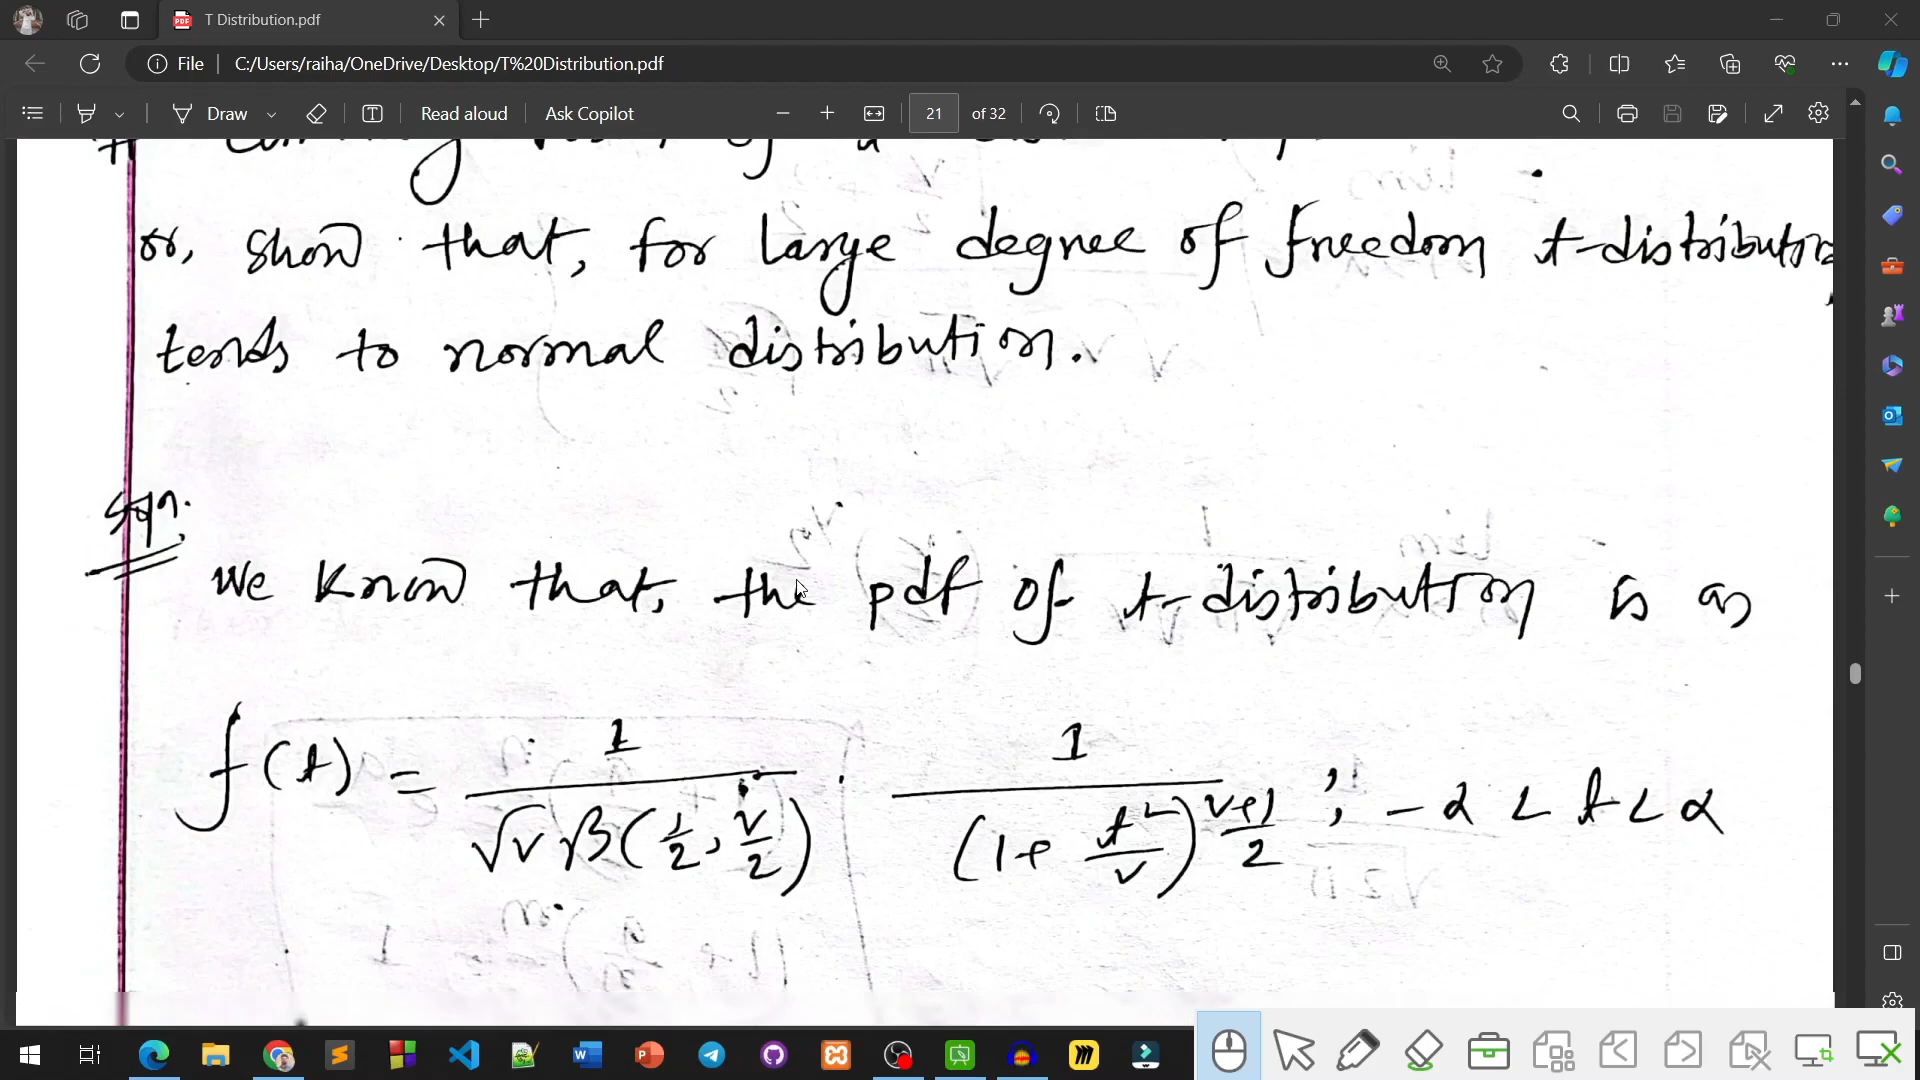 T Distribution.pdf
File | C:/Users/raiha/OneDrive/Desktop/T%20Distribution.pdf
Draw Read aloud Ask Copilot 21 of 32
or, show that, for large degree of freedom t-distribution
tends to normal distribution.
Sqn:
We know that, the pdf of t-distribution is as
f(t) = 1/(√v β(1/2, v/2)) · 1/(1+ t²/v)^((v+1)/2) ; -α < t < α